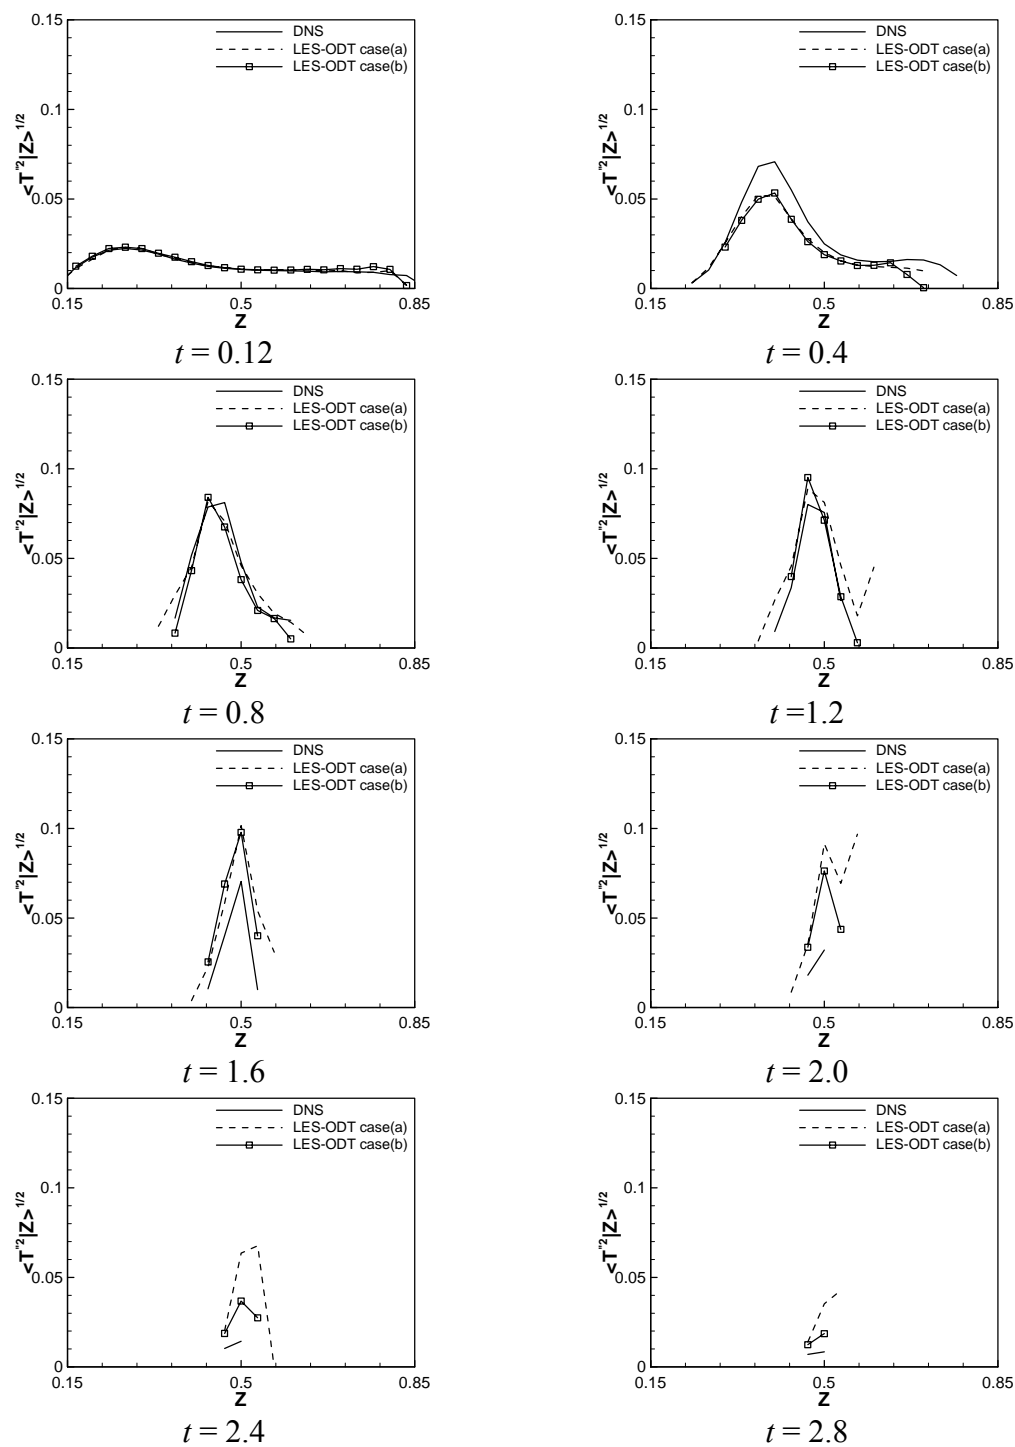 0.15
DNS
LES-ODT case(a)
LES-ODT case(b)
0.1
<T"²|Z>^1/2
0.05
0
0.15 0.5 0.85
Z
t = 0.12
0.15
DNS
LES-ODT case(a)
LES-ODT case(b)
0.1
<T"²|Z>^1/2
0.05
0
0.15 0.5 0.85
Z
t = 0.4
0.15
DNS
LES-ODT case(a)
LES-ODT case(b)
0.1
<T"²|Z>^1/2
0.05
0
0.15 0.5 0.85
Z
t = 0.8
0.15
DNS
LES-ODT case(a)
LES-ODT case(b)
0.1
<T"²|Z>^1/2
0.05
0
0.15 0.5 0.85
Z
t =1.2
0.15
DNS
LES-ODT case(a)
LES-ODT case(b)
0.1
<T"²|Z>^1/2
0.05
0
0.15 0.5 0.85
Z
t = 1.6
0.15
DNS
LES-ODT case(a)
LES-ODT case(b)
0.1
<T"²|Z>^1/2
0.05
0
0.15 0.5 0.85
Z
t = 2.0
0.15
DNS
LES-ODT case(a)
LES-ODT case(b)
0.1
<T"²|Z>^1/2
0.05
0
0.15 0.5 0.85
Z
t = 2.4
0.15
DNS
LES-ODT case(a)
LES-ODT case(b)
0.1
<T"²|Z>^1/2
0.05
0
0.15 0.5 0.85
Z
t = 2.8